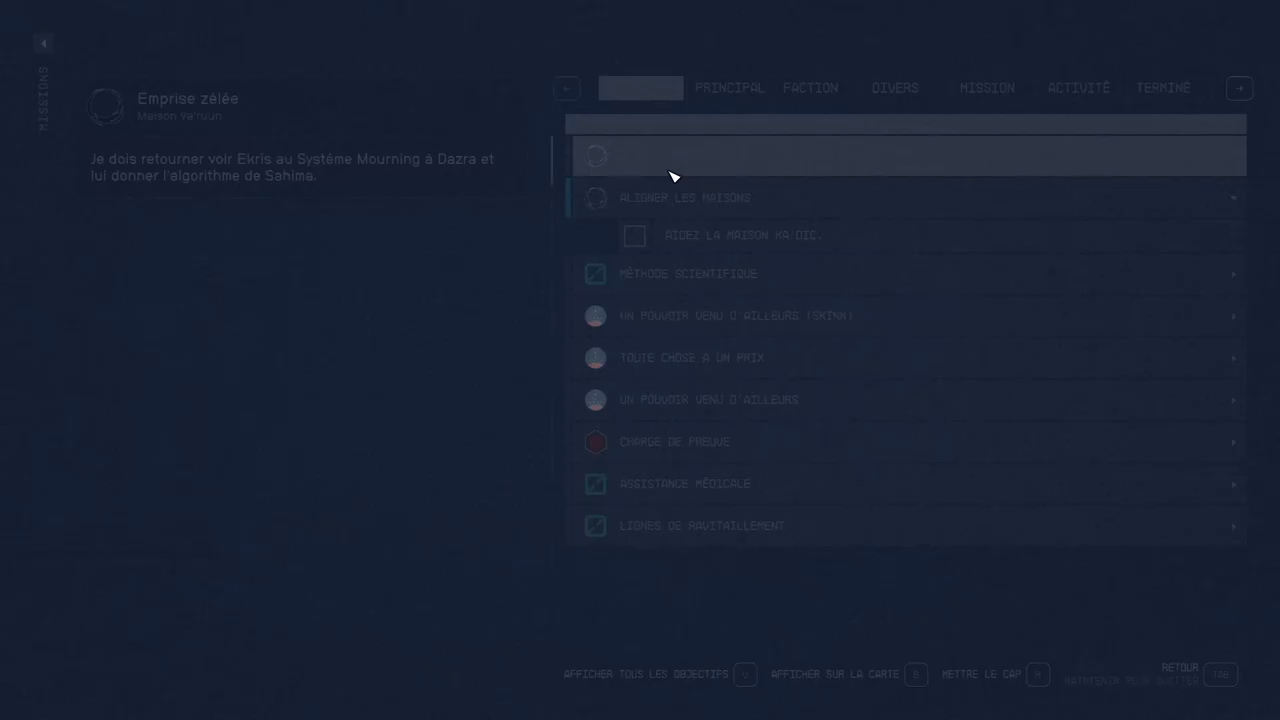 MISSIONS
Emprise zélée
Maison Va'ruun
Je dois retourner voir Ekris au Système Mourning à Dazra et
lui donner l'algorithme de Sahima.
PRINCIPAL
FACTION
DIVERS
MISSION
ACTIVITÉ
TERMINÉ
ALIGNER LES MAISONS
AIDEZ LA MAISON KA'DIC.
MÉTHODE SCIENTIFIQUE
UN POUVOIR VENU D'AILLEURS (SKINK)
TOUTE CHOSE A UN PRIX
UN POUVOIR VENU D'AILLEURS
CHARGE DE PREUVE
ASSISTANCE MÉDICALE
LIGNES DE RAVITAILLEMENT
AFFICHER TOUS LES OBJECTIFS
AFFICHER SUR LA CARTE
METTRE LE CAP
RETOUR
MAINTENIR POUR QUITTER
TAB